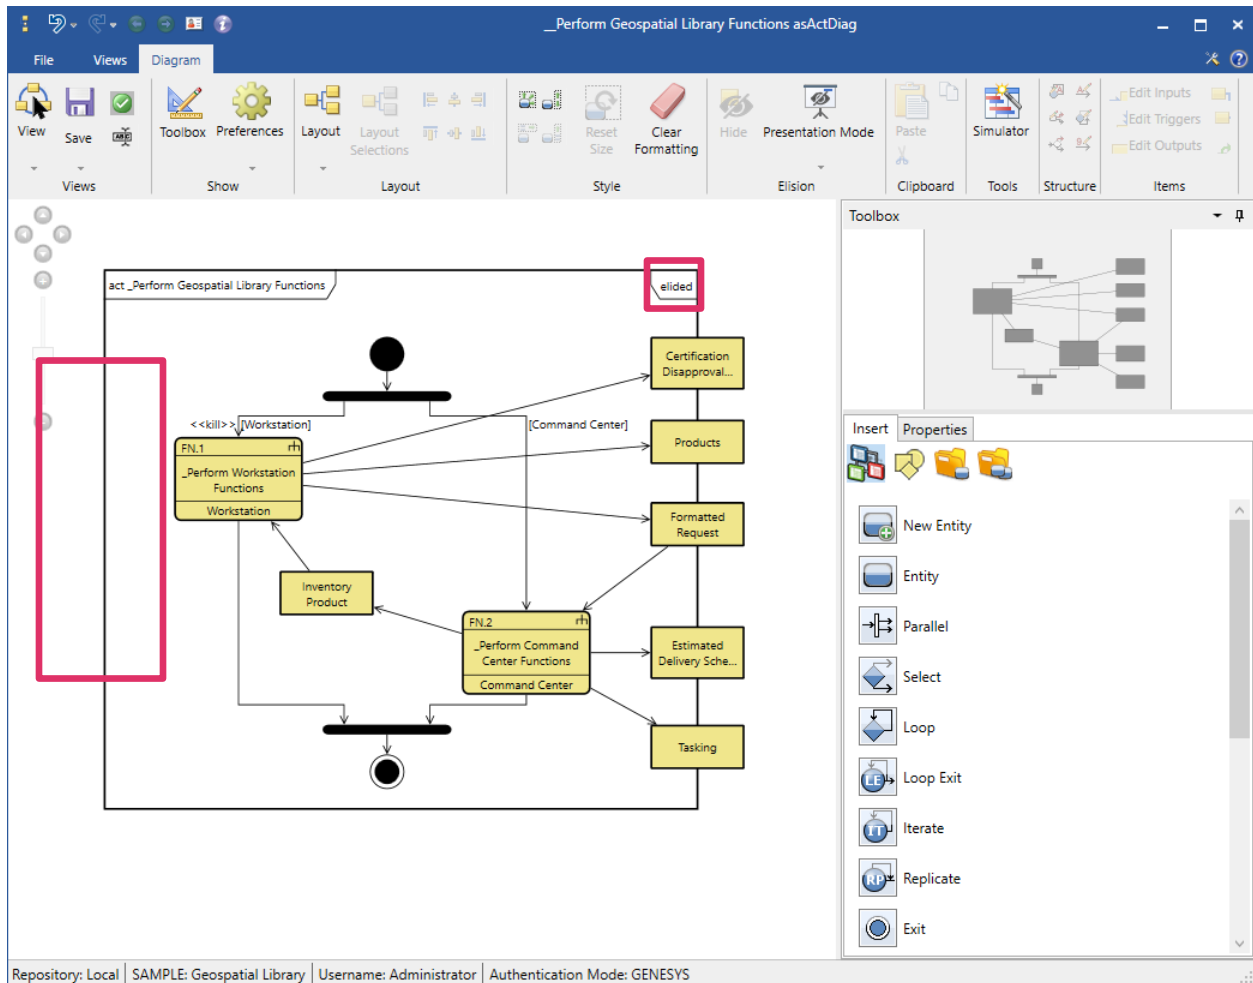 __Perform Geospatial Library Functions asActDiag
File Views Diagram
View Save Toolbox Preferences Layout Layout Selections Reset Size Clear Formatting Hide Presentation Mode Paste Simulator Edit Inputs
Edit Triggers
Edit Outputs
Views Show Layout Style Elision Clipboard Tools Structure Items
act _Perform Geospatial Library Functions
elided
Certification
Disapproval...
<<kill>> [Workstation]
[Command Center]
Products
FN.1
_Perform Workstation
Functions
Workstation
Formatted
Request
Inventory
Product
FN.2
_Perform Command
Center Functions
Command Center
Estimated
Delivery Sche...
Tasking
Toolbox
Insert Properties
New Entity
Entity
Parallel
Select
Loop
LE Loop Exit
IT Iterate
RP Replicate
Exit
Repository: Local SAMPLE: Geospatial Library Username: Administrator Authentication Mode: GENESYS